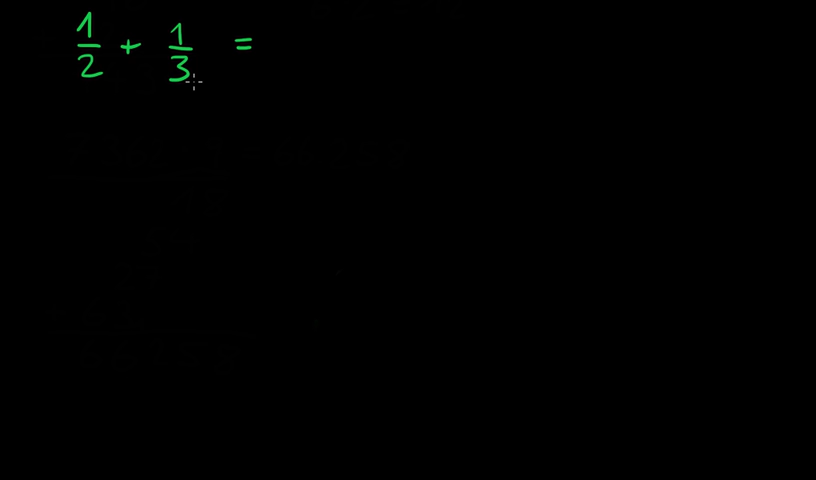 1/2 + 1/3 =